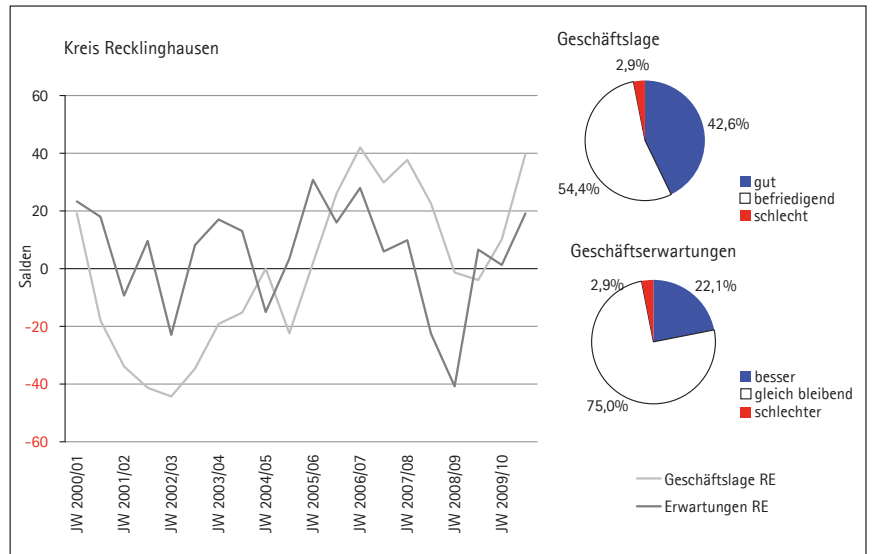 Kreis Recklinghausen
60
40
20
0
-20
-40
-60
Salden
JW 2000/01
JW 2001/02
JW 2002/03
JW 2003/04
JW 2004/05
JW 2005/06
JW 2006/07
JW 2007/08
JW 2008/09
JW 2009/10
Geschäftslage
2,9%
42,6%
54,4%
gut
befriedigend
schlecht
Geschäftserwartungen
2,9%
22,1%
75,0%
besser
gleich bleibend
schlechter
Geschäftslage RE
Erwartungen RE